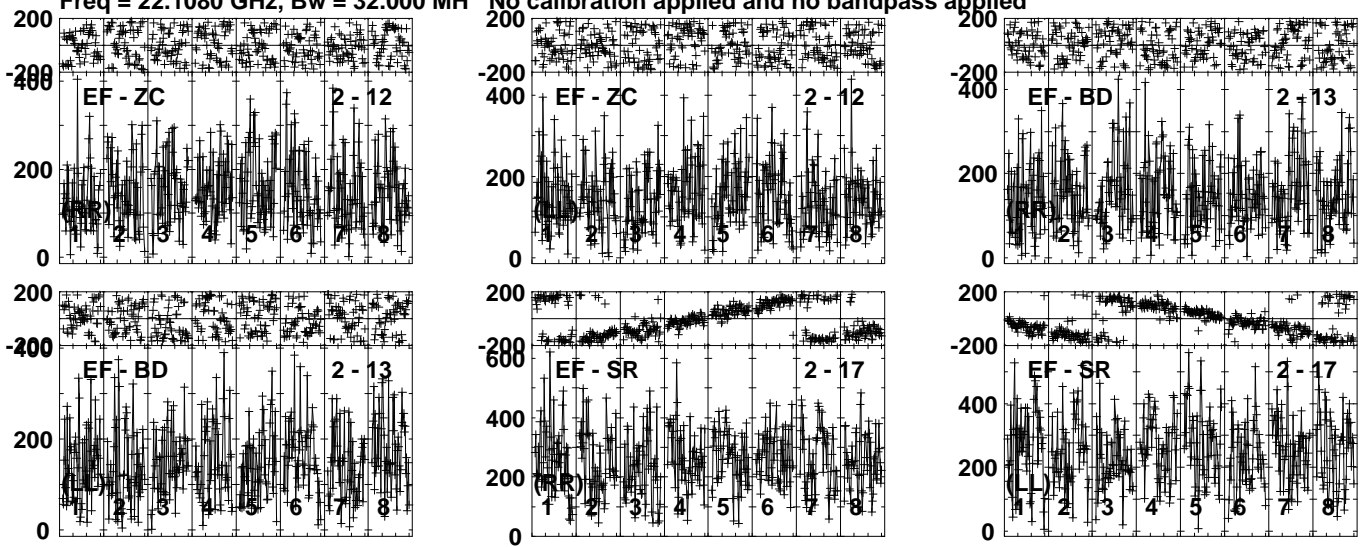 Freq = 22.1080 GHz, Bw = 32.000 MH No calibration applied and no bandpass applied
200
-200
400
EF - ZC 2 - 12
200
(RR)
1 2 3 4 5 6 7 8
0
200
-200
400
EF - ZC 2 - 12
200
(LL)
1 2 3 4 5 6 7 8
0
200
-200
400
EF - BD 2 - 13
200
(RR)
1 2 3 4 5 6 7 8
0
200
-200
400
EF - BD 2 - 13
200
(LL)
1 2 3 4 5 6 7 8
0
200
-200
600
EF - SR 2 - 17
400
200
(RR)
1 2 3 4 5 6 7 8
0
200
-200
EF - SR 2 - 17
400
200
(LL)
1 2 3 4 5 6 7 8
0